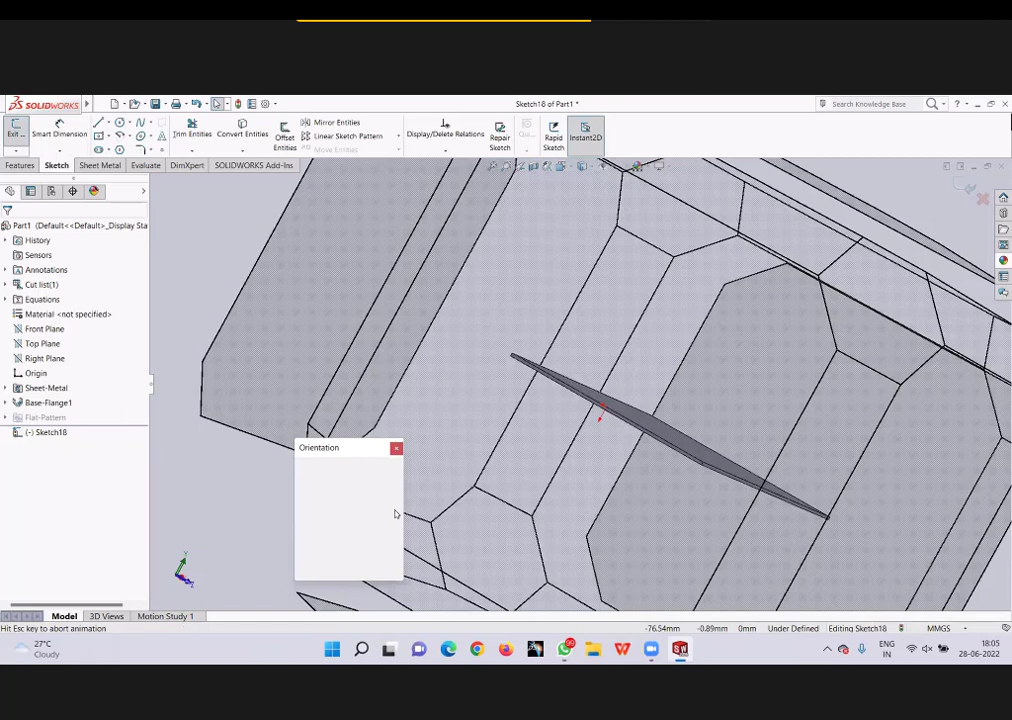 SOLIDWORKS
Sketch18 of Part1 *
Search Knowledge Base
Exit ...
Smart Dimension
Trim Entities
Convert Entities
Offset Entities
Mirror Entities
Linear Sketch Pattern
Move Entities
Display/Delete Relations
Repair Sketch
Qui...
Rapid Sketch
Instant2D
Features
Sketch
Sheet Metal
Evaluate
DimXpert
SOLIDWORKS Add-Ins
Part1 (Default<<Default>_Display Sta
History
Sensors
Annotations
Cut list(1)
Equations
Material <not specified>
Front Plane
Top Plane
Right Plane
Origin
Sheet-Metal
Base-Flange1
Flat-Pattern
(-) Sketch18
Orientation
Y
Z
Model
3D Views
Motion Study 1
Hit Esc key to abort animation
-76.54mm
-0.89mm
0mm
Under Defined
Editing Sketch18
MMGS
27°C
Cloudy
99
W
SW
ENG
IN
18:05
28-06-2022